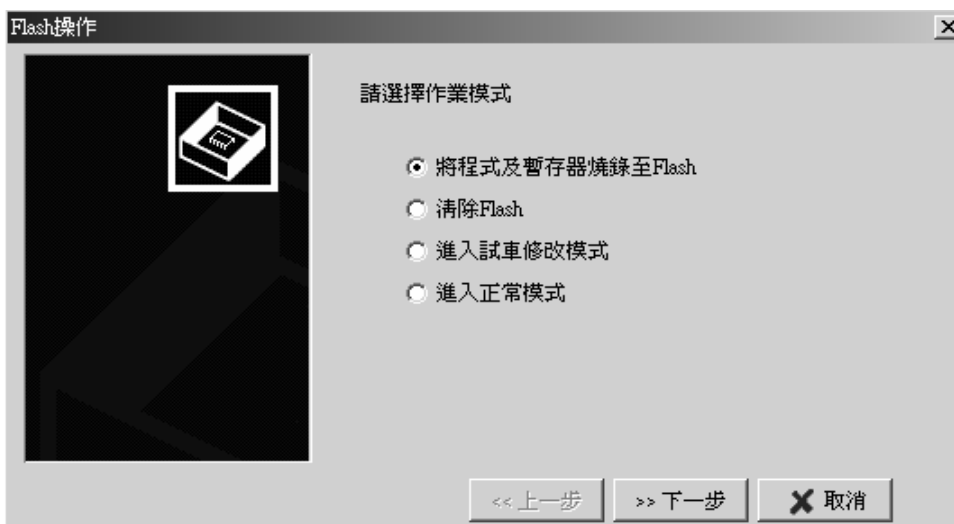 Flash操作
請選擇作業模式
將程式及暫存器燒錄至Flash
清除Flash
進入試車修改模式
進入正常模式
<< 上一步
>> 下一步
取消